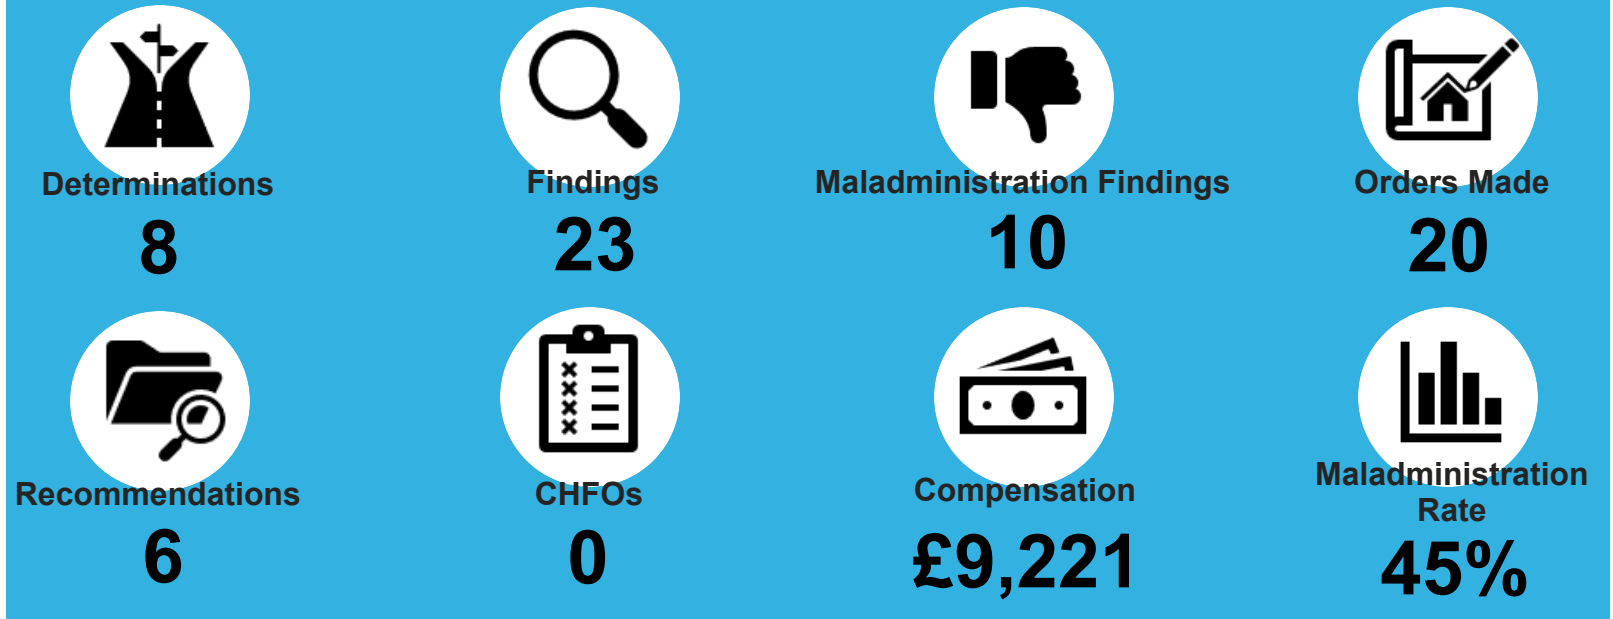 Determinations
8
Findings
23
Maladministration Findings
10
Orders Made
20
Recommendations
6
CHFOs
0
Compensation
£9,221
Maladministration
Rate
45%